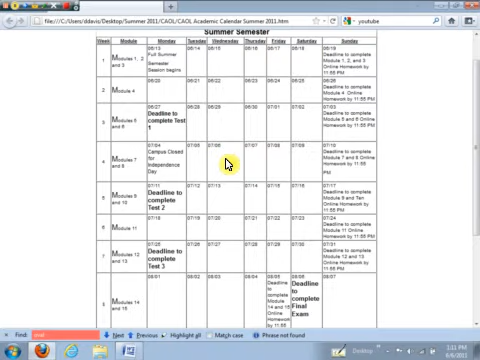 file:///C:/Users/ddavis/Desktop/Summer 2011/CAOL/CAOL Academic Calendar Summer 2011.htm
youtube
Summer Semester
Week Module Monday Tuesday Wednesday Thursday Friday Saturday Sunday
1
Modules 1, 2
and 3
06/13
Full Summer
Semester
Session begins
06/14
06/15
06/16
06/17
06/18
06/19
Deadline to complete
Module 1, 2, and 3
Online Homework by
11:55 PM
2
Module 4
06/20
06/21
06/22
06/23
06/24
06/25
06/26
Deadline to complete
Module 4 Online
Homework by 11:55 PM
3
Modules 5
and 6
06/27
Deadline to
complete Test
1
06/28
06/29
06/30
07/01
07/02
07/03
Deadline to complete
Module 5 and 6 Online
Homework by 11:55 PM
4
Modules 7
and 8
07/04
Campus Closed
for
Independence
Day
07/05
07/06
07/07
07/08
07/09
07/10
Deadline to complete
Module 7 and 8 Online
Homework by 11:55
PM
5
Modules 9
and 10
07/11
Deadline to
complete
Test 2
07/12
07/13
07/14
07/15
07/16
07/17
Deadline to complete
Module 9 and Ten
Online Homework by
11:55 PM
6
Module 11
07/18
07/19
07/20
07/21
07/22
07/23
07/24
Deadline to complete
Module 11 Online
Homework by 11:55 PM
7
Modules 12
and 13
07/25
Deadline to
complete
Test 3
07/26
07/27
07/28
07/29
07/30
07/31
Deadline to complete
Module 12 and 13
Online Homework by
11:55 PM
8
Modules 14
and 15
08/01
08/02
08/03
08/04
08/05
Deadline
to
complete
Module
14 and 15
Online
Homework
by 11:55
08/06
Deadline
to
complete
Final
Exam
08/07
Find:
Next Previous Highlight all Match case Phrase not found
Desktop
3:11 PM
6/6/2011